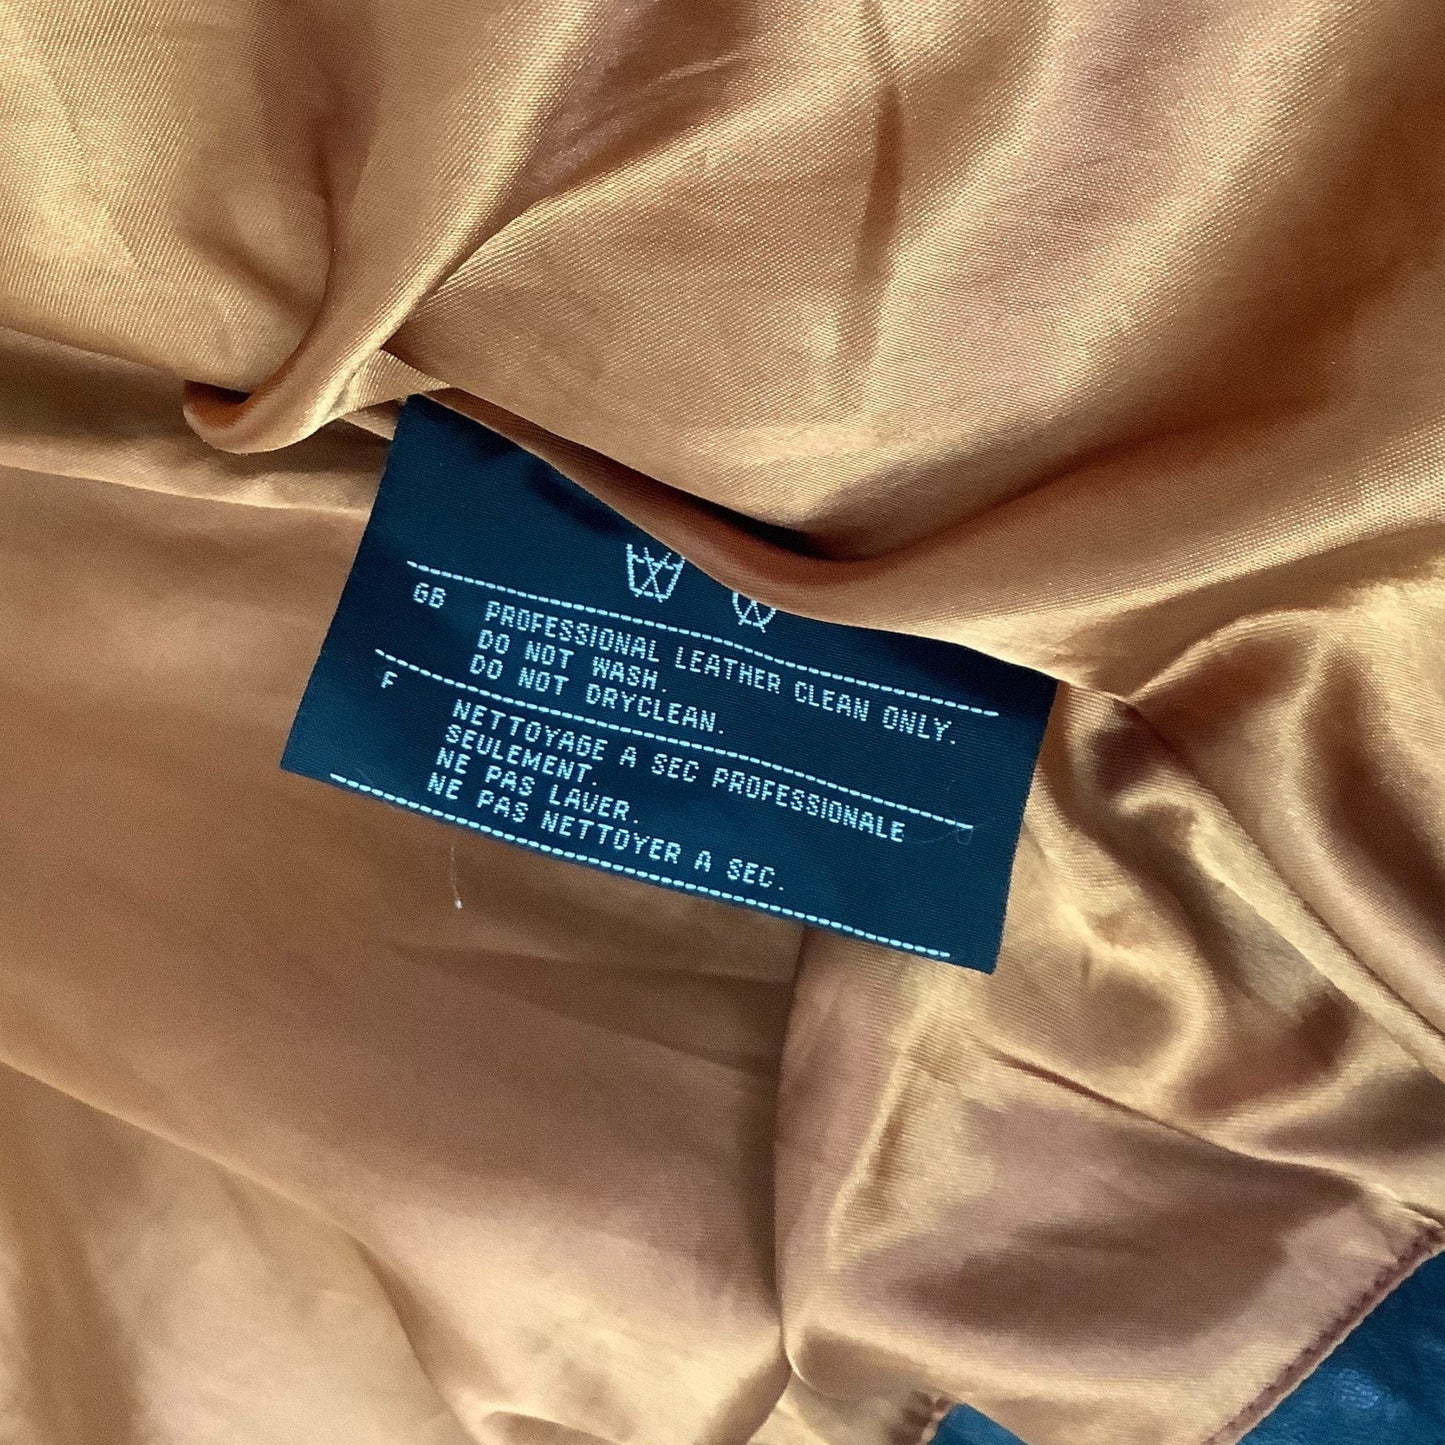 GB PROFESSIONAL LEATHER CLEAN ONLY.
DO NOT WASH.
DO NOT DRYCLEAN.
F NETTOYAGE A SEC PROFESSIONALE
SEULEMENT.
NE PAS LAVER.
NE PAS NETTOYER A SEC.